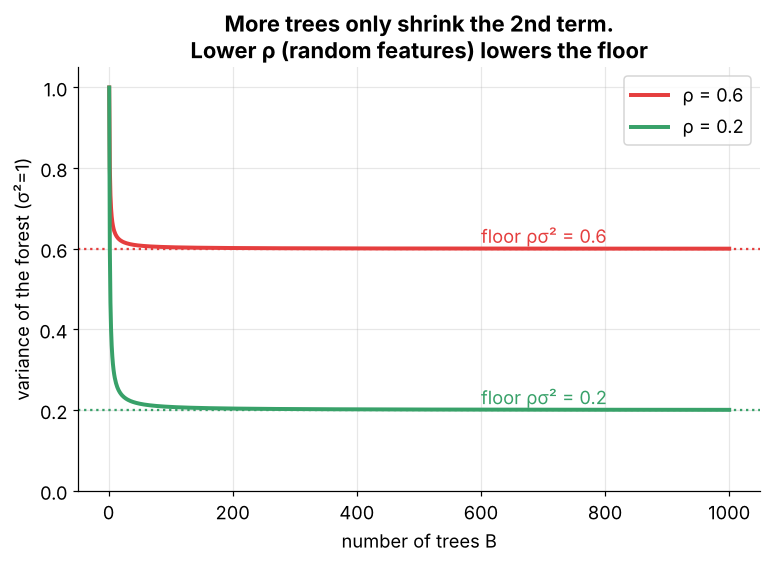 More trees only shrink the 2nd term.
Lower ρ (random features) lowers the floor
ρ = 0.6
ρ = 0.2
variance of the forest (σ²=1)
1.0
0.8
0.6
0.4
0.2
0.0
floor ρσ² = 0.6
floor ρσ² = 0.2
0 200 400 600 800 1000
number of trees B